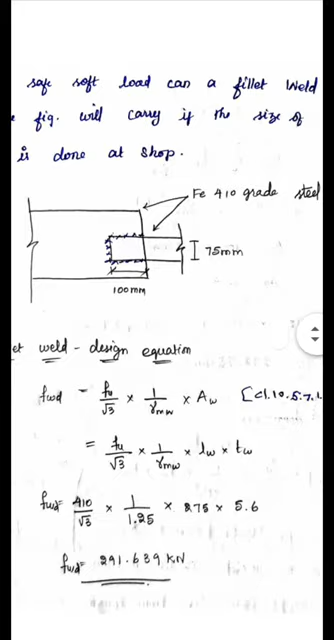 safe soft load can a fillet weld
fig. will carry if the size of
is done at shop.
Fe 410 grade steel
75mm
100mm
et weld - design equation
fwd = fu/√3 × 1/γmw × Aw [cl.10.5.7.1
= fu/√3 × 1/γmw × lw × tw
fwd = 410/√3 × 1/1.25 × 275 × 5.6
fwd = 291.639 KN.